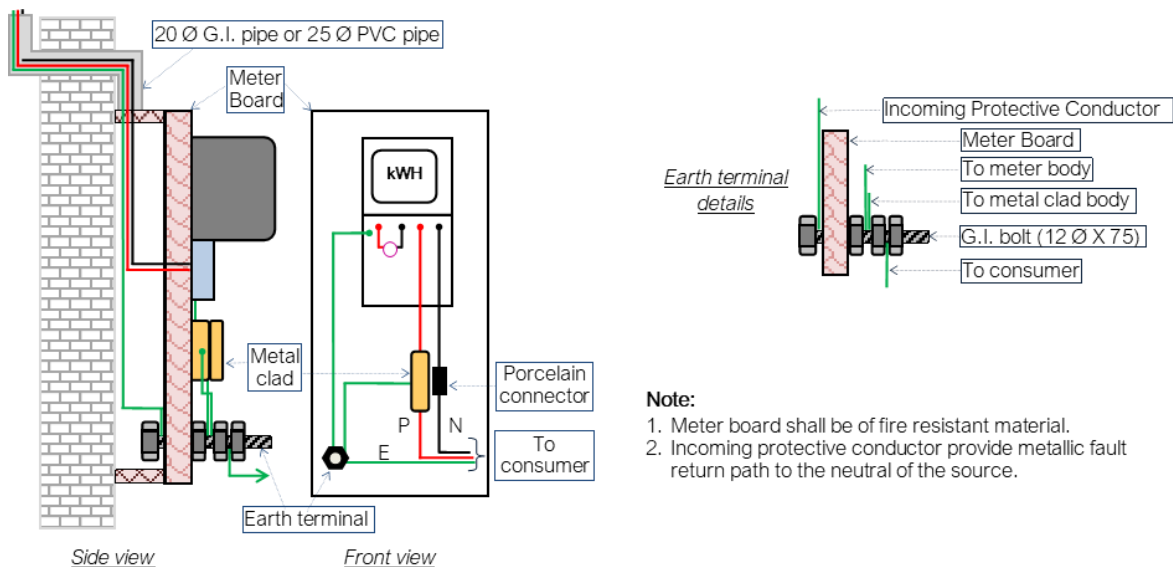 20 Ø G.I. pipe or 25 Ø PVC pipe
Meter
Board
kWH
Metal
clad
Porcelain
connector
P
N
E
To
consumer
Earth terminal
Side view
Front view
Incoming Protective Conductor
Meter Board
To meter body
To metal clad body
G.I. bolt (12 Ø X 75)
To consumer
Earth terminal
details
Note:
1. Meter board shall be of fire resistant material.
2. Incoming protective conductor provide metallic fault
return path to the neutral of the source.